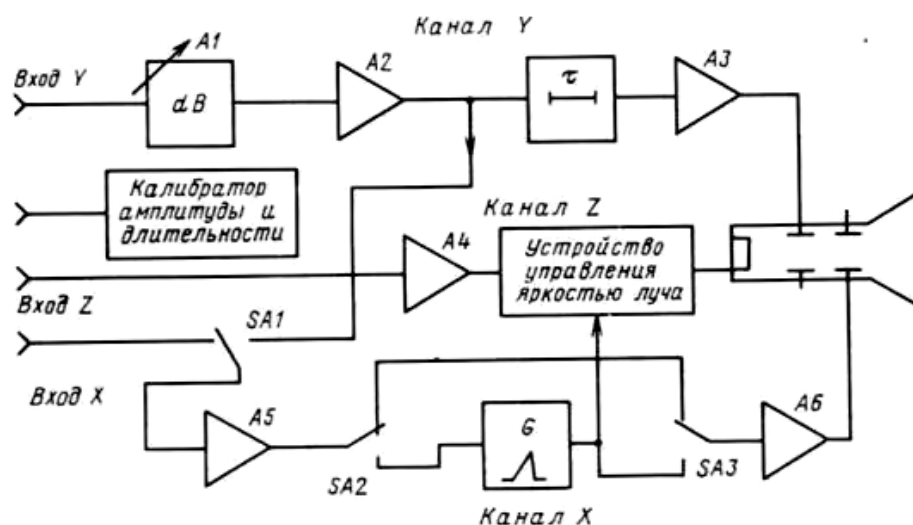 Канал Y
A1
A2
A3
Вход Y
dB
τ
Калибратор
амплитуды и
длительности
Канал Z
A4
Устройство
управления
яркостью луча
Вход Z
SA1
Вход X
A5
G
A6
SA2
SA3
Канал X